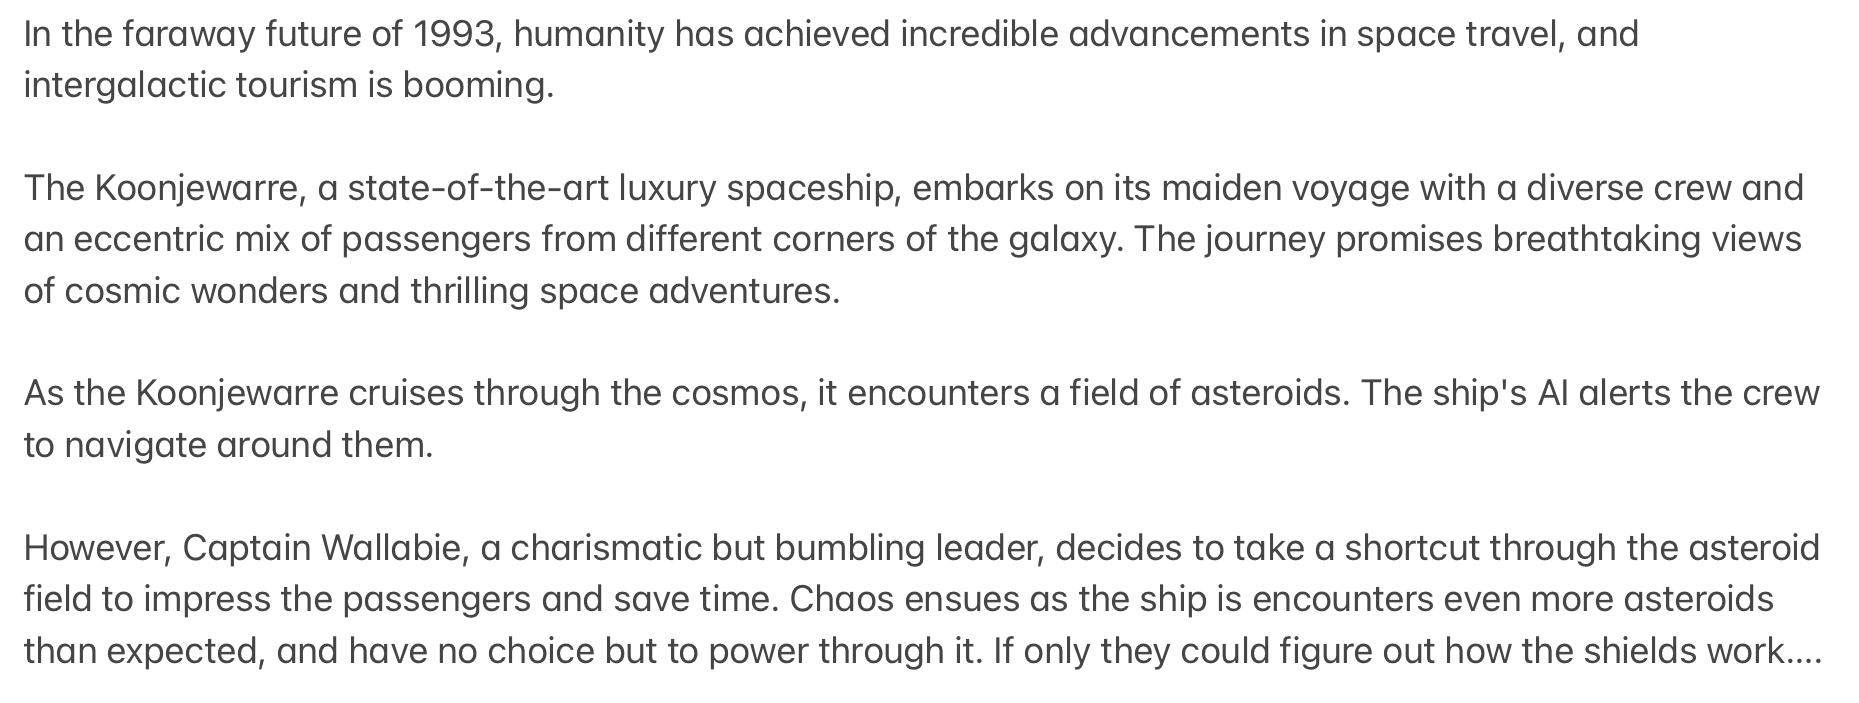 In the faraway future of 1993, humanity has achieved incredible advancements in space travel, and
intergalactic tourism is booming.
The Koonjewarre, a state-of-the-art luxury spaceship, embarks on its maiden voyage with a diverse crew and
an eccentric mix of passengers from different corners of the galaxy. The journey promises breathtaking views
of cosmic wonders and thrilling space adventures.
As the Koonjewarre cruises through the cosmos, it encounters a field of asteroids. The ship's AI alerts the crew
to navigate around them.
However, Captain Wallabie, a charismatic but bumbling leader, decides to take a shortcut through the asteroid
field to impress the passengers and save time. Chaos ensues as the ship is encounters even more asteroids
than expected, and have no choice but to power through it. If only they could figure out how the shields work....